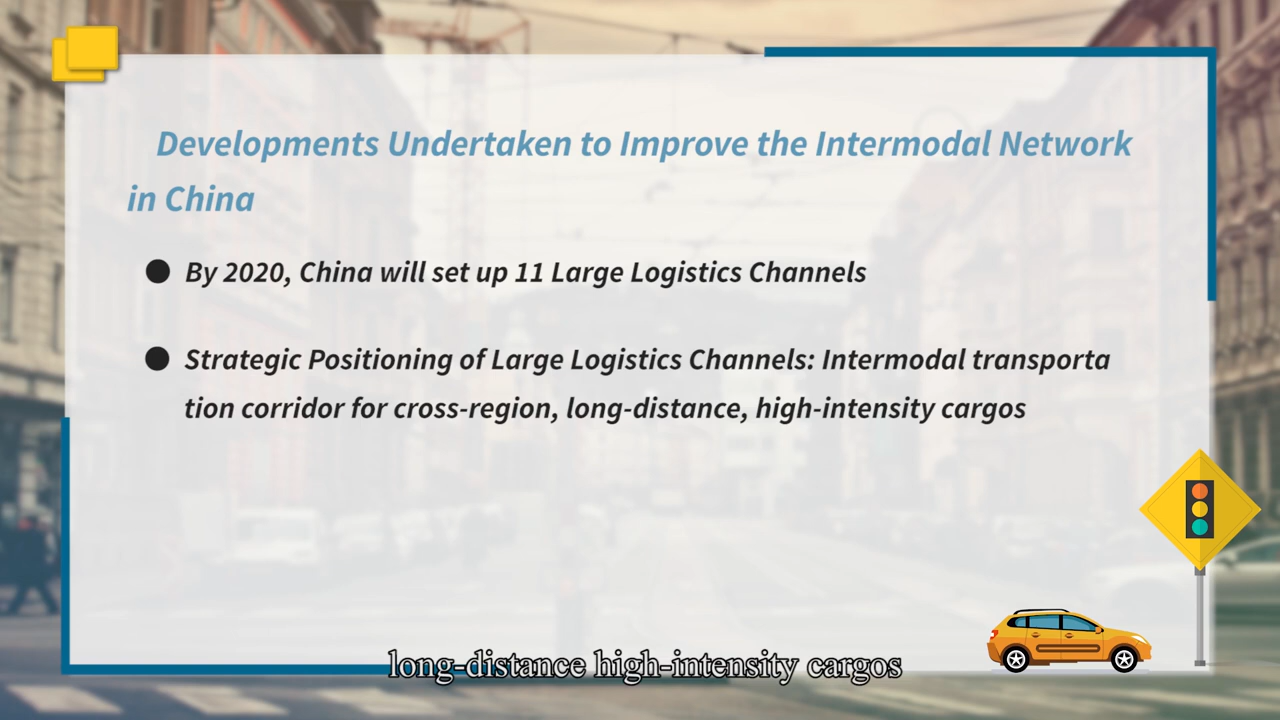 Developments Undertaken to Improve the Intermodal Network
in China
● By 2020, China will set up 11 Large Logistics Channels
● Strategic Positioning of Large Logistics Channels: Intermodal transporta
tion corridor for cross-region, long-distance, high-intensity cargos
long-distance high-intensity cargos